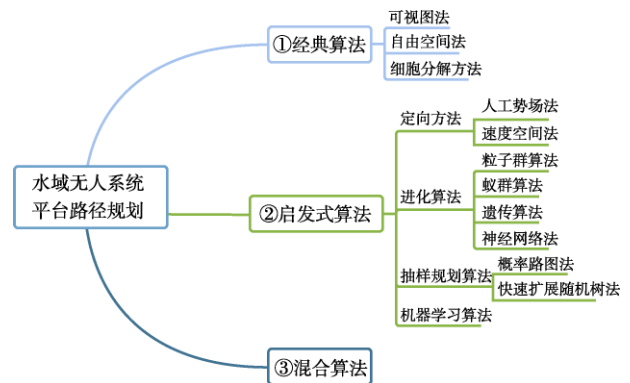 水域无人系统
平台路径规划
①经典算法
可视图法
自由空间法
细胞分解方法
②启发式算法
定向方法
人工势场法
速度空间法
进化算法
粒子群算法
蚁群算法
遗传算法
神经网络法
抽样规划算法
概率路图法
快速扩展随机树法
机器学习算法
③混合算法